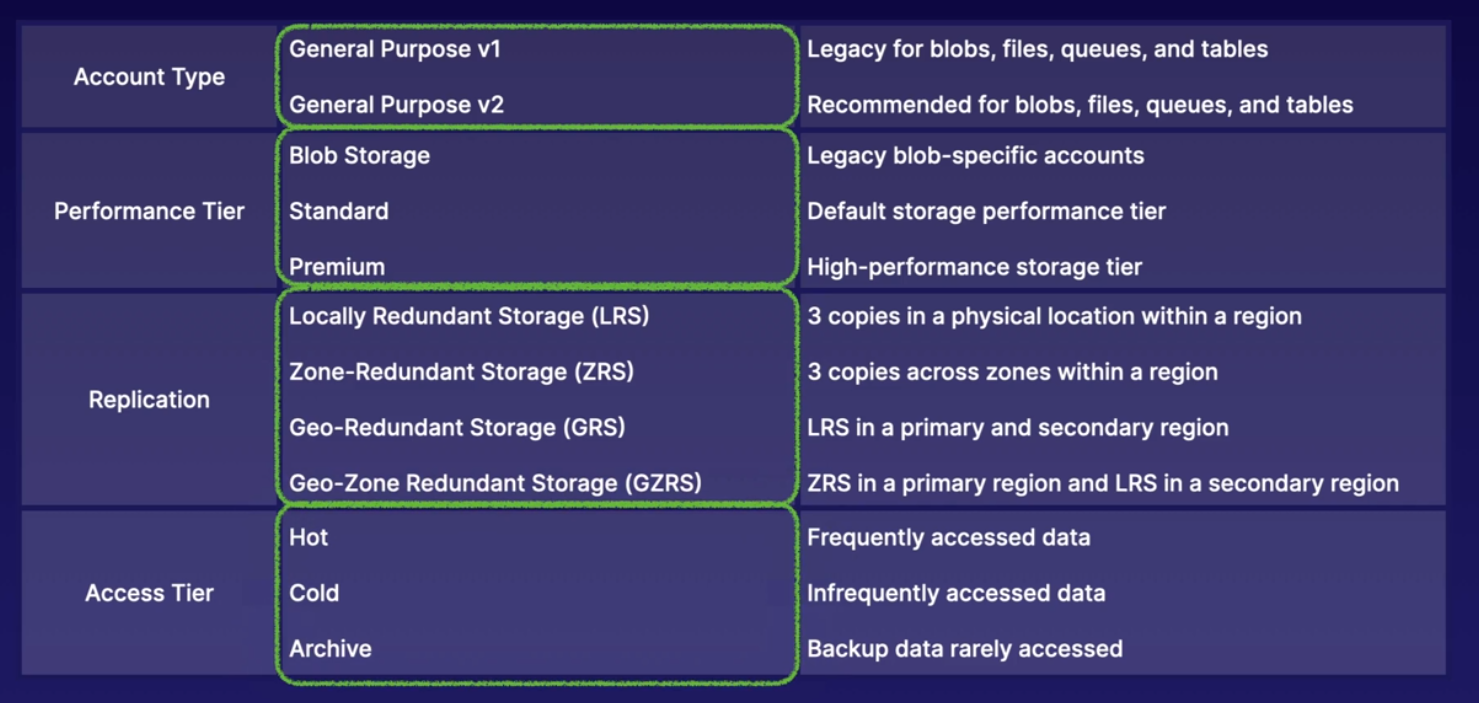 Account Type
General Purpose v1
Legacy for blobs, files, queues, and tables
General Purpose v2
Recommended for blobs, files, queues, and tables
Performance Tier
Blob Storage
Legacy blob-specific accounts
Standard
Default storage performance tier
Premium
High-performance storage tier
Replication
Locally Redundant Storage (LRS)
3 copies in a physical location within a region
Zone-Redundant Storage (ZRS)
3 copies across zones within a region
Geo-Redundant Storage (GRS)
LRS in a primary and secondary region
Geo-Zone Redundant Storage (GZRS)
ZRS in a primary region and LRS in a secondary region
Access Tier
Hot
Frequently accessed data
Cold
Infrequently accessed data
Archive
Backup data rarely accessed